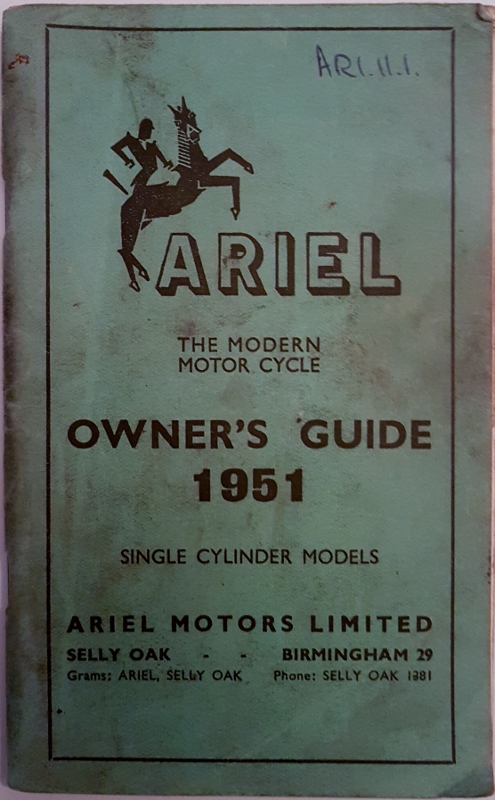 ARI.11.1.
ARIEL
THE MODERN
MOTOR CYCLE
OWNER'S GUIDE
1951
SINGLE CYLINDER MODELS
ARIEL MOTORS LIMITED
SELLY OAK - - BIRMINGHAM 29
Grams: ARIEL, SELLY OAK Phone: SELLY OAK 1381